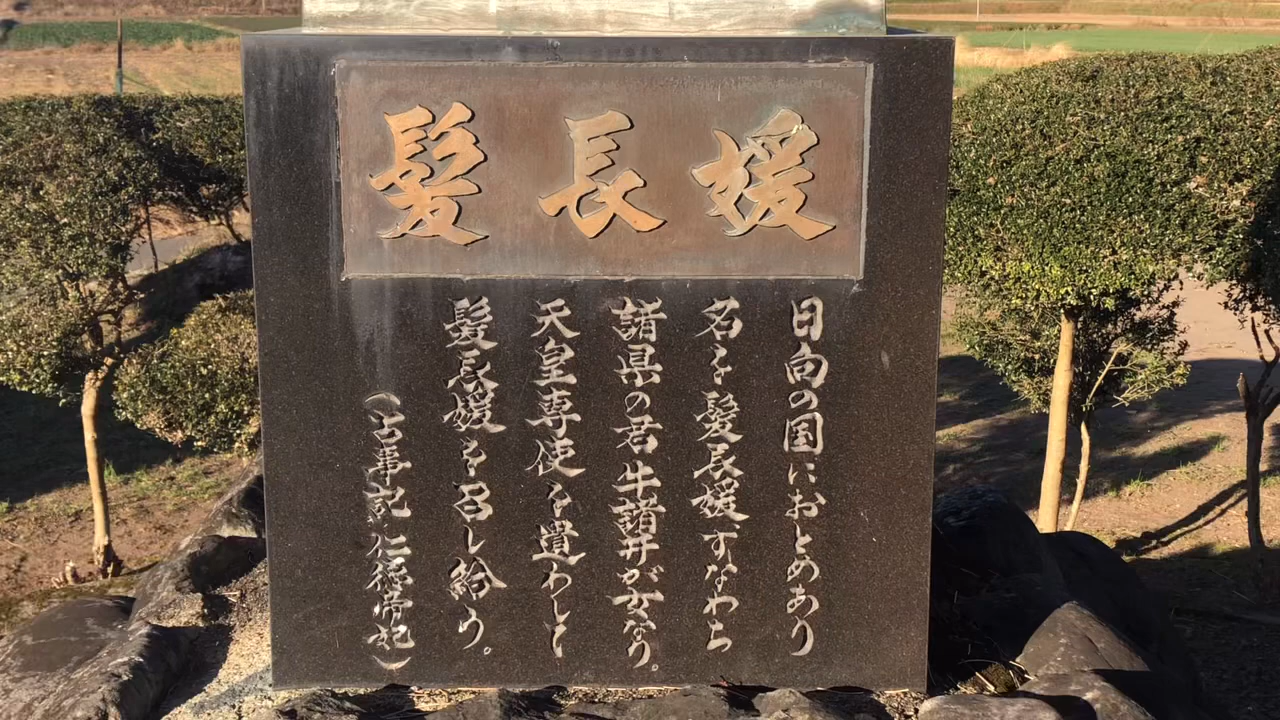 髪長媛
日向の国におとめあり
名を髪長媛、すなわち
諸県の君牛諸井が女なり。
天皇専使を遣わして
髪長媛を召し給う。
（古事記・仁徳帝記）